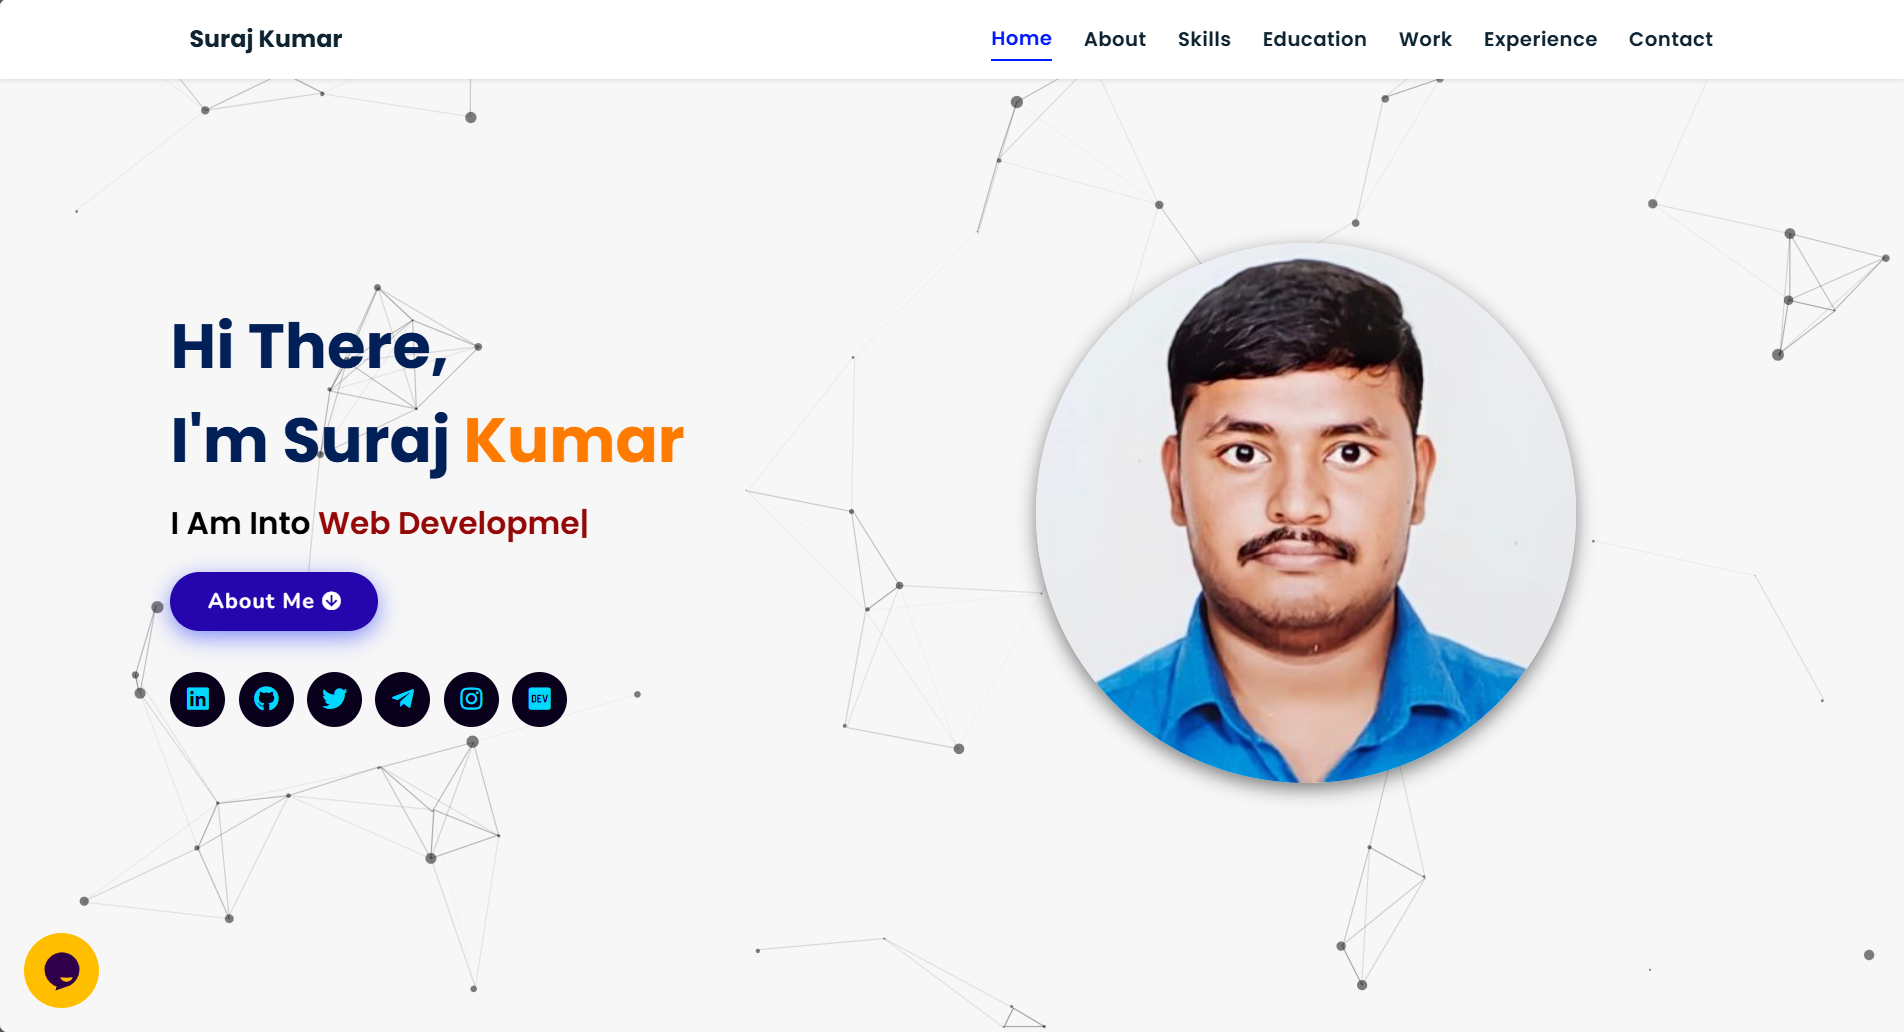 Suraj Kumar
Home About Skills Education Work Experience Contact
Hi There,
I'm Suraj Kumar
I Am Into Web Developme|
About Me
in
DEV